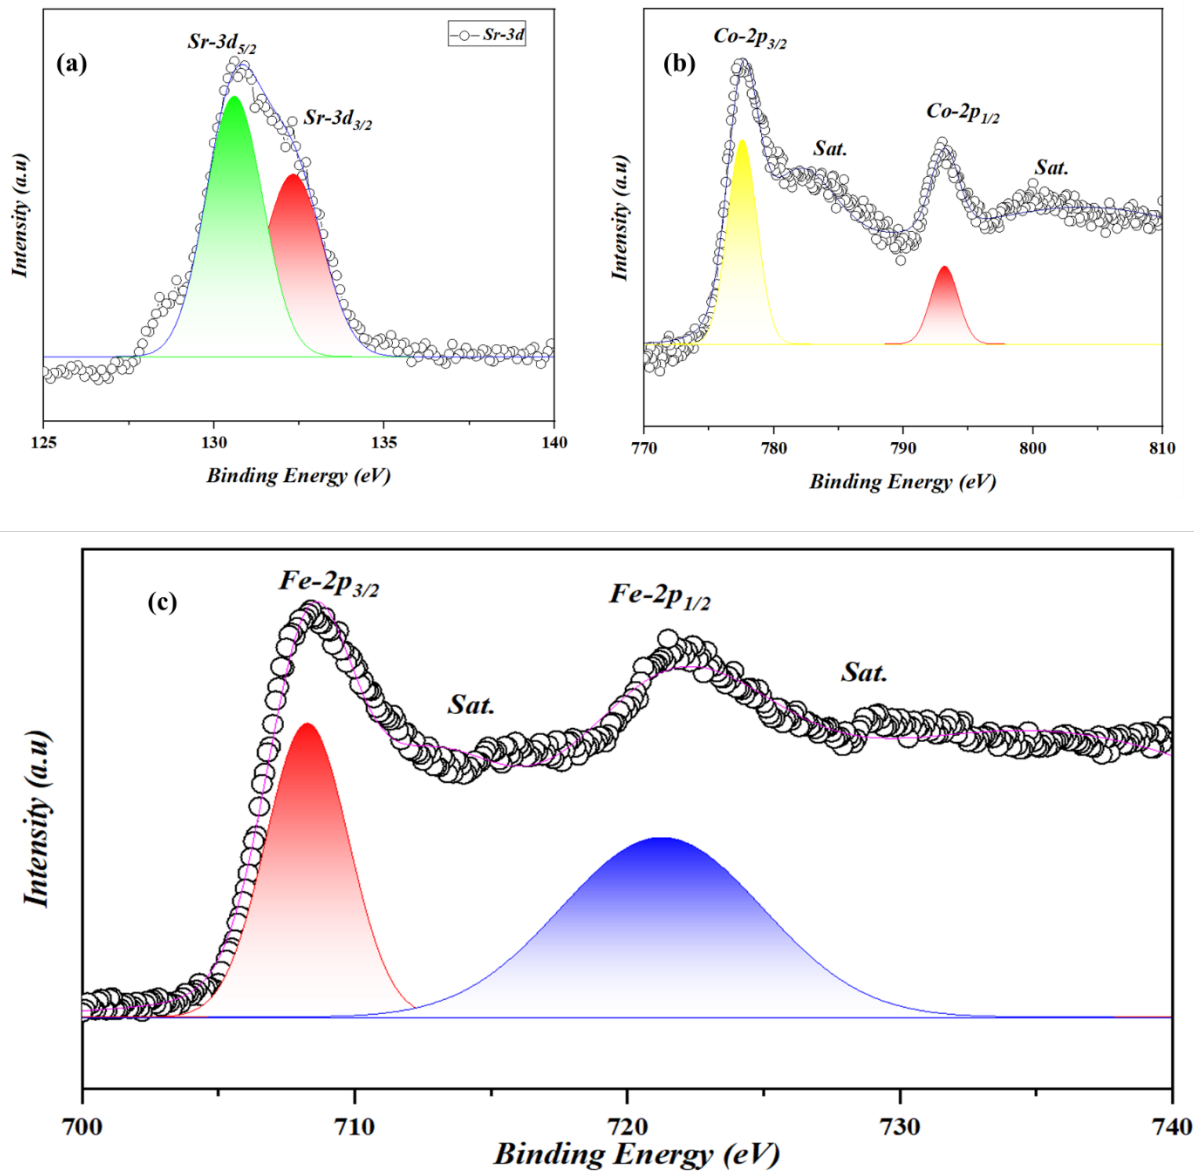 (a)
Sr-3d5/2
Sr-3d3/2
Sr-3d
Intensity (a.u)
125 130 135 140
Binding Energy (eV)
(b)
Co-2p3/2
Sat.
Co-2p1/2
Sat.
Intensity (a.u)
770 780 790 800 810
Binding Energy (eV)
(c)
Fe-2p3/2
Sat.
Fe-2p1/2
Sat.
Intensity (a.u)
700 710 720 730 740
Binding Energy (eV)